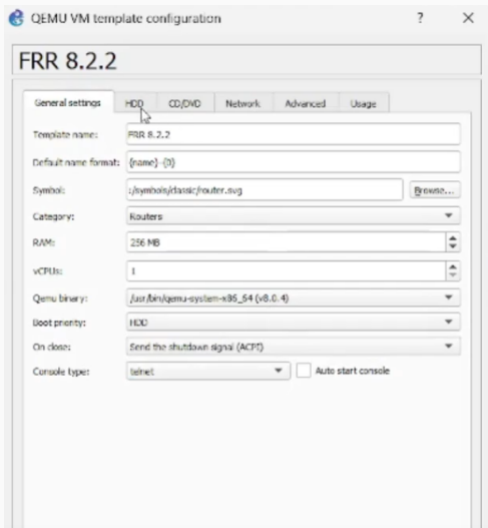 QEMU VM template configuration ? ×
FRR 8.2.2
General settings HDD CD/DVD Network Advanced Usage
Template name: FRR 8.2.2
Default name format: {name}-{0}
Symbol: :/symbols/classic/router.svg Browse...
Category: Routers
RAM: 256 MB
vCPUs: 1
Qemu binary: /usr/bin/qemu-system-x86_64 (v8.0.4)
Boot priority: HDD
On close: Send the shutdown signal (ACPI)
Console type: telnet Auto start console